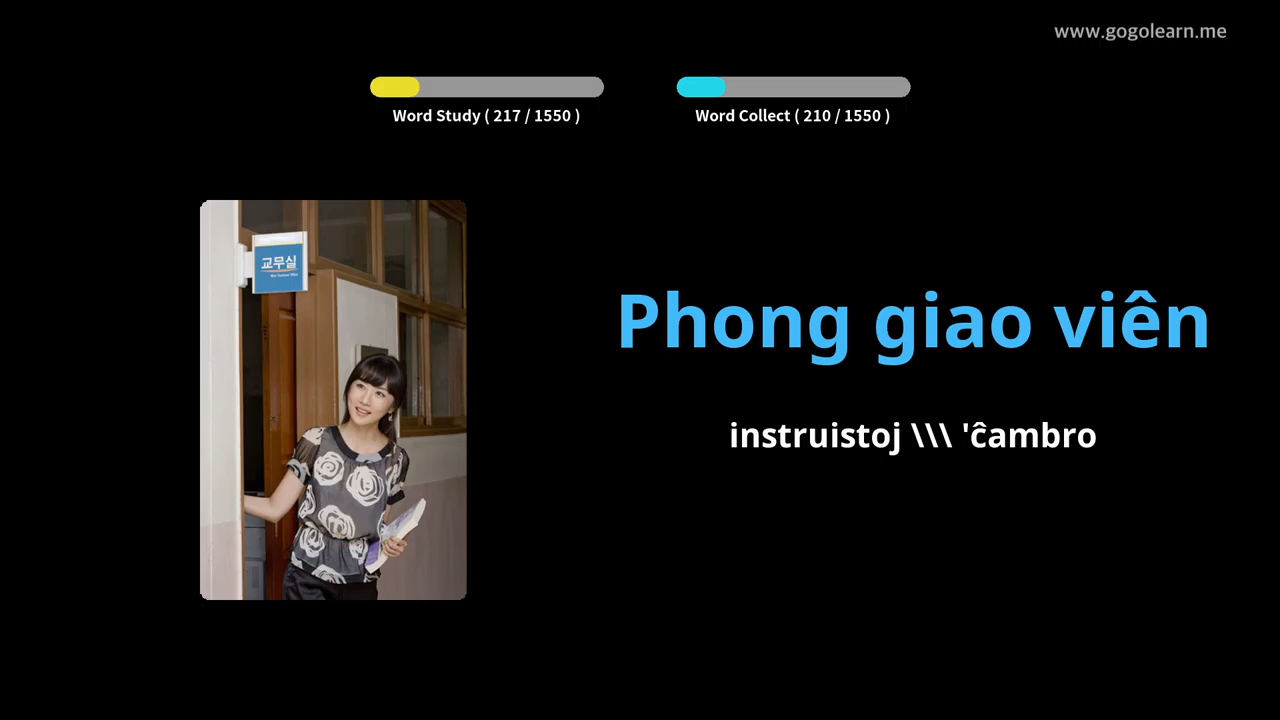 www.gogolearn.me
Word Study ( 217 / 1550 )
Word Collect ( 210 / 1550 )
교무실
Phong giao viên
instruistoj \\\ 'ĉambro